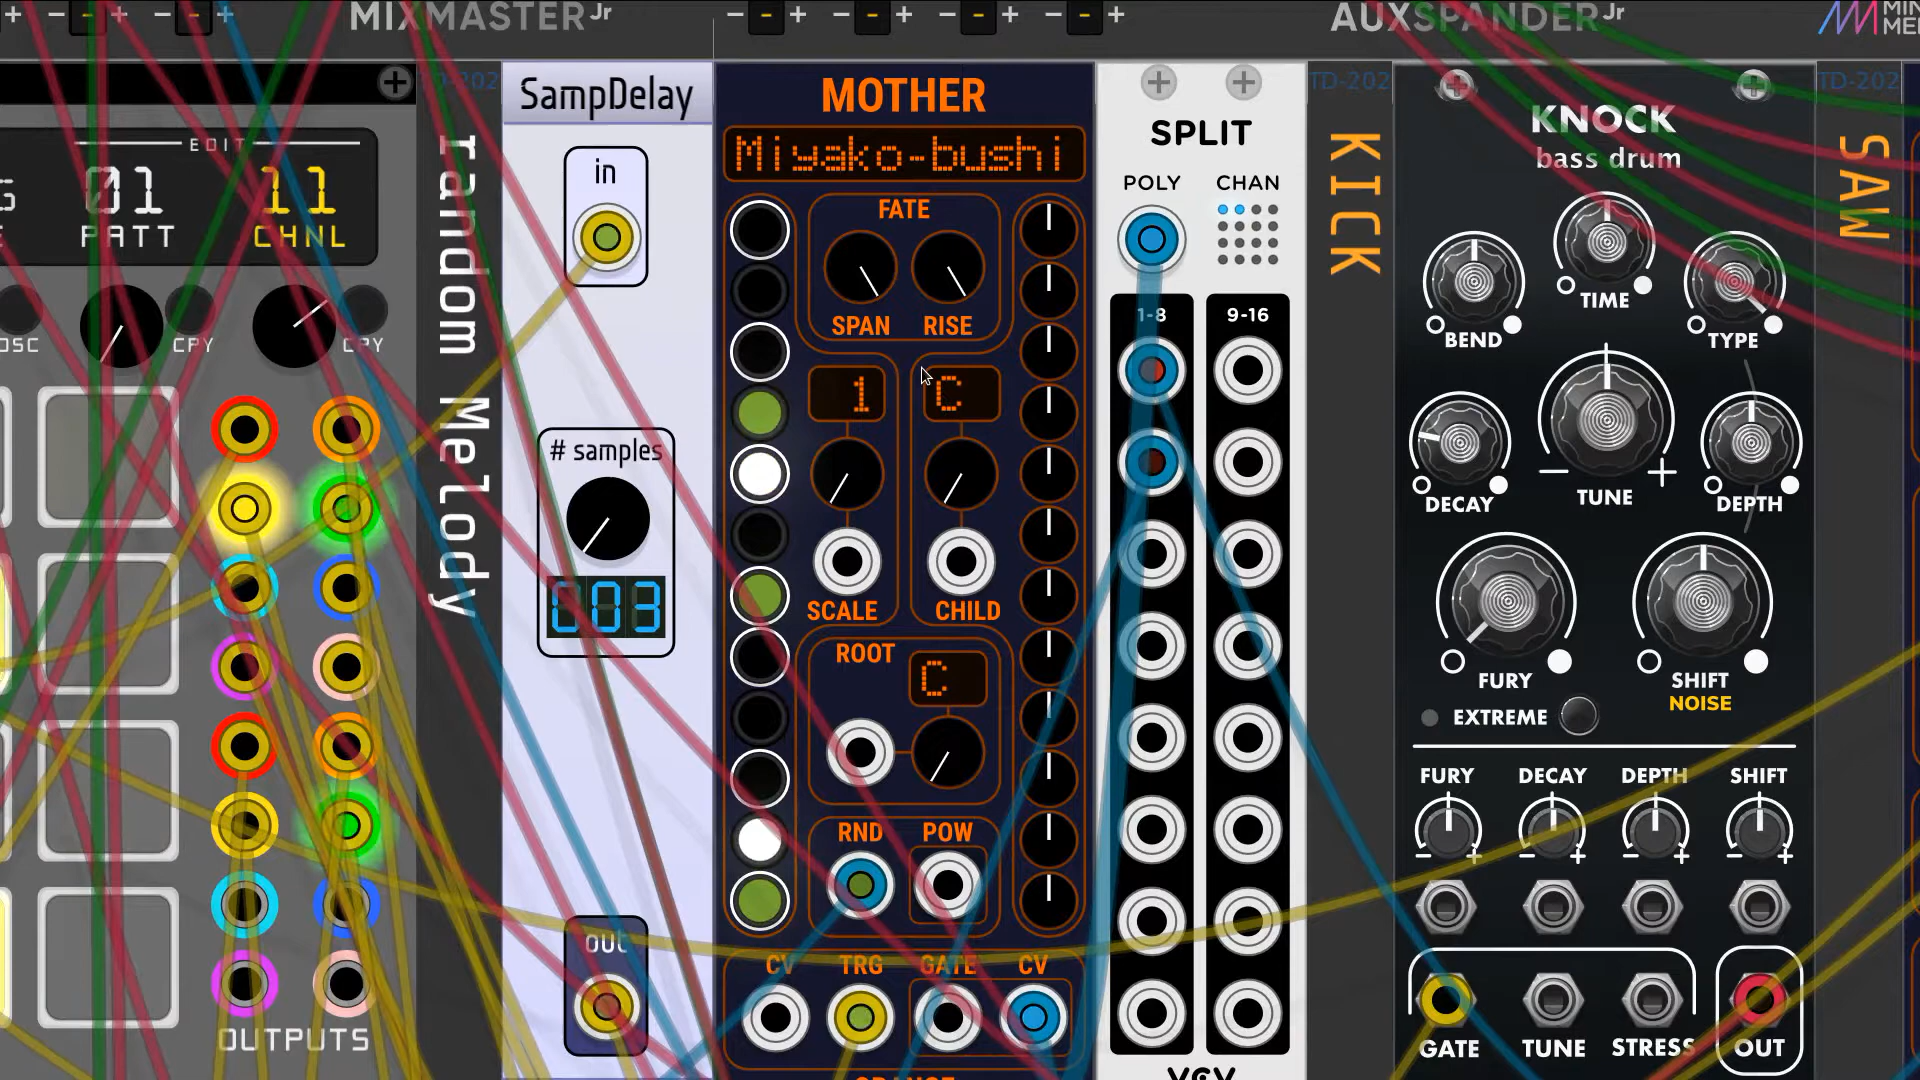 MIXMASTER Jr
AUXSPANDER Jr
- - + - - + - - + - - +
EDIT
01
PATT
11
CHNL
OSC
CPY
CPY
OUTPUTS
TD-202
Random Melody
SampDelay
in
# samples
003
out
MOTHER
Miyako-bushi
FATE
SPAN
RISE
1
C
SCALE
CHILD
ROOT
C
RND
POW
CV
TRG
GATE
CV
SPLIT
POLY
CHAN
1-8
9-16
TD-202
KICK
KNOCK
bass drum
TIME
BEND
TYPE
DECAY
TUNE
DEPTH
FURY
SHIFT
NOISE
EXTREME
FURY
DECAY
DEPTH
SHIFT
GATE
TUNE
STRESS
OUT
TD-202
SAW